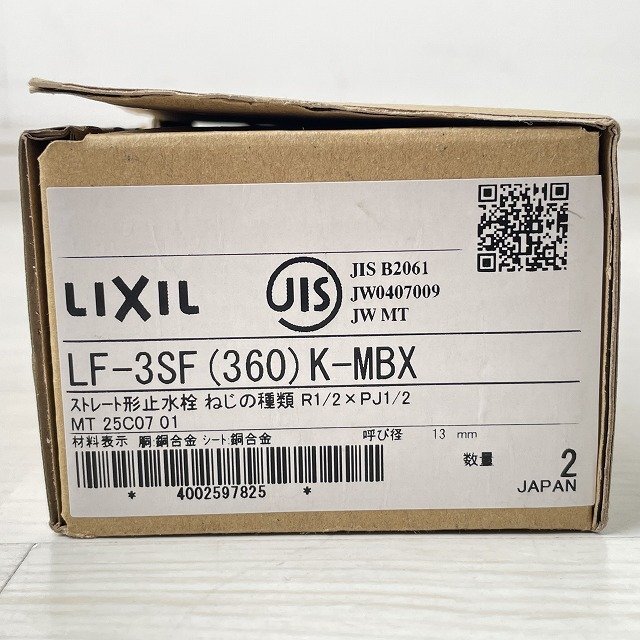 LIXIL
JIS
JIS B2061
JW0407009
JW MT
LF-3SF(360)K-MBX
ストレート形止水栓 ねじの種類 R1/2×PJ1/2
MT 25C07 01
材料表示 胴:銅合金 シート:銅合金 呼び径 13 mm
* 4002597825 *
数量 2
JAPAN